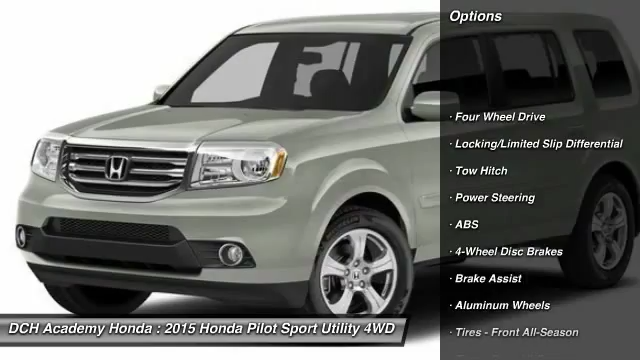 Options
· Four Wheel Drive
· Locking/Limited Slip Differential
· Tow Hitch
· Power Steering
· ABS
· 4-Wheel Disc Brakes
· Brake Assist
· Aluminum Wheels
· Tires - Front All-Season
DCH Academy Honda : 2015 Honda Pilot Sport Utility 4WD